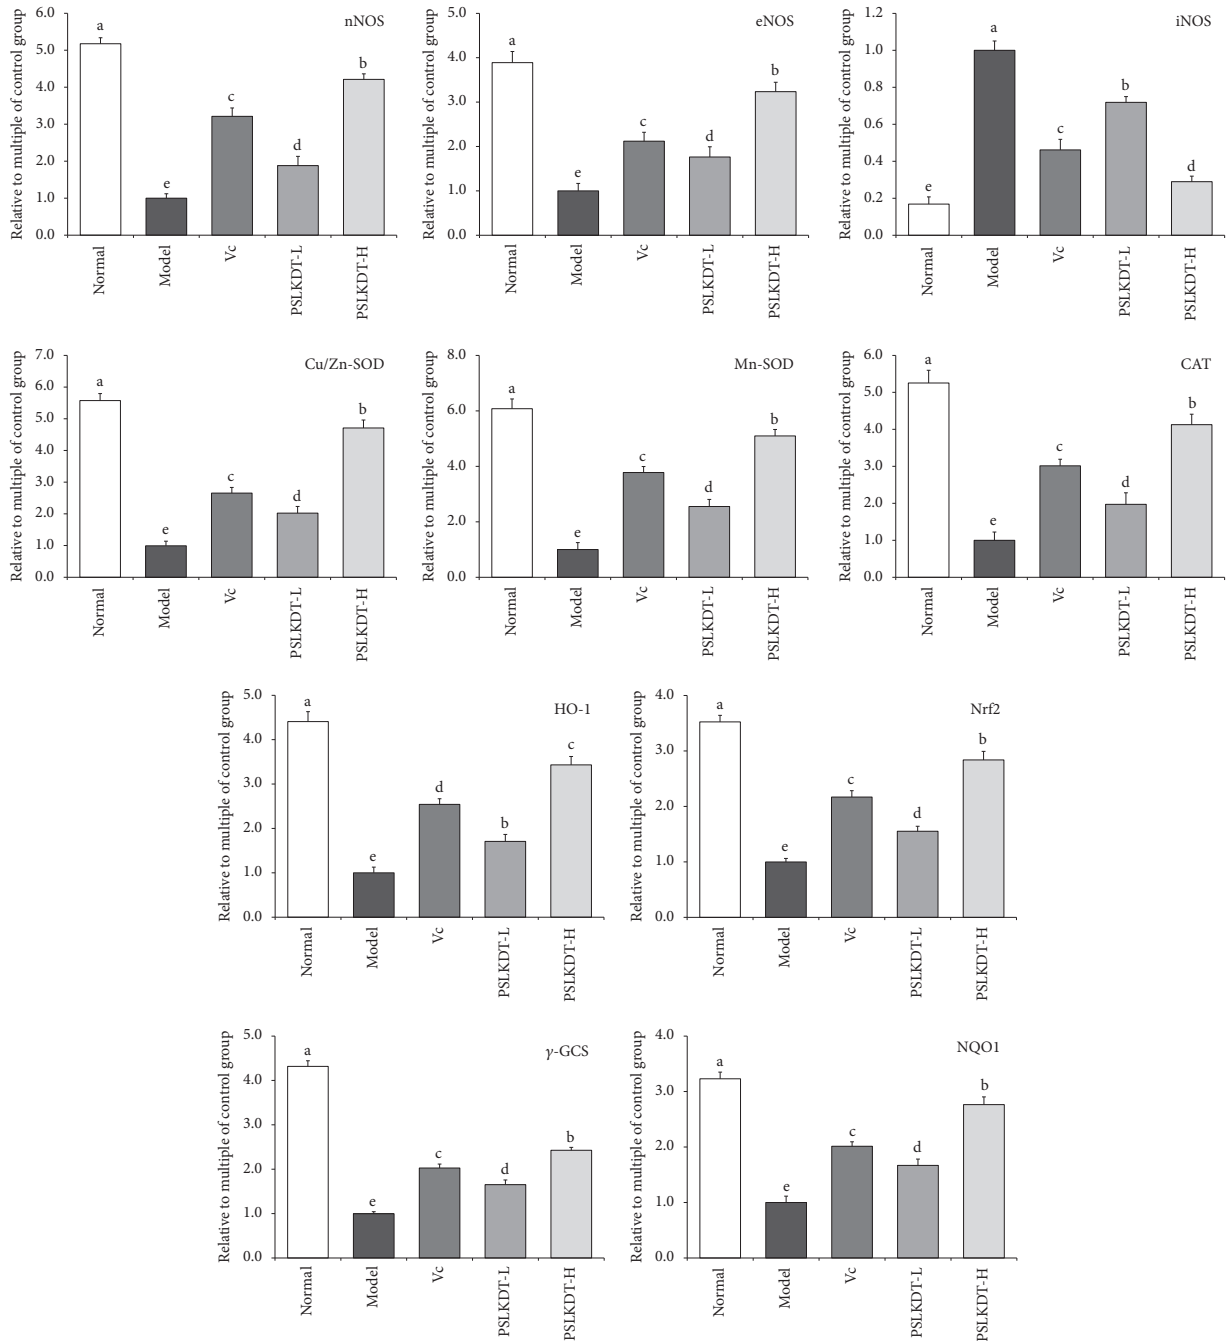 Relative to multiple of control group
6.0
5.0
4.0
3.0
2.0
1.0
0.0
nNOS
a
e
c
d
b
Normal
Model
Vc
PSLKDT-L
PSLKDT-H
Relative to multiple of control group
5.0
4.0
3.0
2.0
1.0
0.0
eNOS
a
e
c
d
b
Normal
Model
Vc
PSLKDT-L
PSLKDT-H
Relative to multiple of control group
1.2
1.0
0.8
0.6
0.4
0.2
0.0
iNOS
e
a
c
b
d
Normal
Model
Vc
PSLKDT-L
PSLKDT-H
Relative to multiple of control group
7.0
6.0
5.0
4.0
3.0
2.0
1.0
0.0
Cu/Zn-SOD
a
e
c
d
b
Normal
Model
Vc
PSLKDT-L
PSLKDT-H
Relative to multiple of control group
8.0
6.0
4.0
2.0
0.0
Mn-SOD
a
e
c
d
b
Normal
Model
Vc
PSLKDT-L
PSLKDT-H
Relative to multiple of control group
6.0
5.0
4.0
3.0
2.0
1.0
0.0
CAT
a
e
c
d
b
Normal
Model
Vc
PSLKDT-L
PSLKDT-H
Relative to multiple of control group
5.0
4.0
3.0
2.0
1.0
0.0
HO-1
a
e
d
b
c
Normal
Model
Vc
PSLKDT-L
PSLKDT-H
Relative to multiple of control group
4.0
3.0
2.0
1.0
0.0
Nrf2
a
e
c
d
b
Normal
Model
Vc
PSLKDT-L
PSLKDT-H
Relative to multiple of control group
5.0
4.0
3.0
2.0
1.0
0.0
γ-GCS
a
e
c
d
b
Normal
Model
Vc
PSLKDT-L
PSLKDT-H
Relative to multiple of control group
4.0
3.0
2.0
1.0
0.0
NQO1
a
e
c
d
b
Normal
Model
Vc
PSLKDT-L
PSLKDT-H